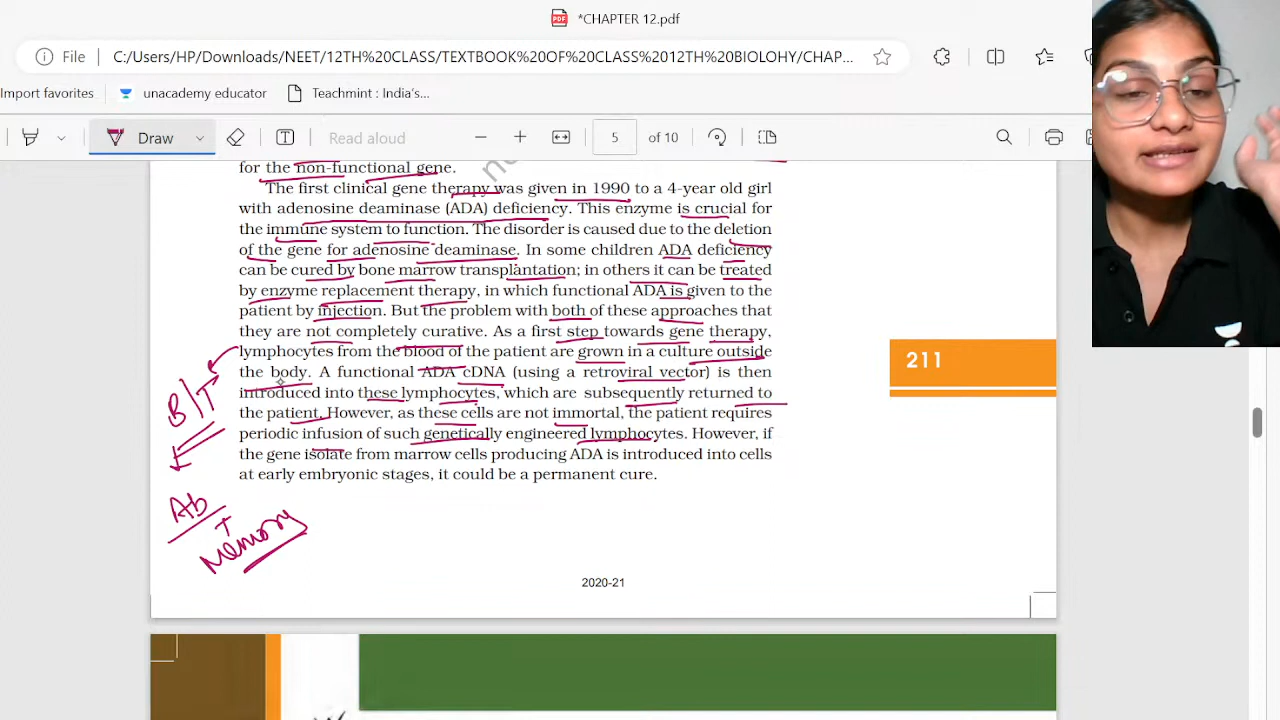 *CHAPTER 12.pdf
File C:/Users/HP/Downloads/NEET/12TH%20CLASS/TEXTBOOK%20OF%20CLASS%2012TH%20BIOLOHY/CHAP...
Import favorites unacademy educator Teachmint : India's...
Draw Read aloud 5 of 10
for the non-functional gene.
The first clinical gene therapy was given in 1990 to a 4-year old girl
with adenosine deaminase (ADA) deficiency. This enzyme is crucial for
the immune system to function. The disorder is caused due to the deletion
of the gene for adenosine deaminase. In some children ADA deficiency
can be cured by bone marrow transplantation; in others it can be treated
by enzyme replacement therapy, in which functional ADA is given to the
patient by injection. But the problem with both of these approaches that
they are not completely curative. As a first step towards gene therapy,
lymphocytes from the blood of the patient are grown in a culture outside
the body. A functional ADA cDNA (using a retroviral vector) is then
introduced into these lymphocytes, which are subsequently returned to
the patient. However, as these cells are not immortal, the patient requires
periodic infusion of such genetically engineered lymphocytes. However, if
the gene isolate from marrow cells producing ADA is introduced into cells
at early embryonic stages, it could be a permanent cure.
211
B/T
Ab
+
Memory
2020-21